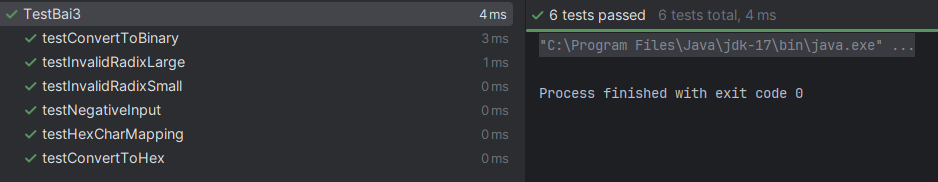 TestBai3 4 ms
testConvertToBinary 3 ms
testInvalidRadixLarge 1 ms
testInvalidRadixSmall 0 ms
testNegativeInput 0 ms
testHexCharMapping 0 ms
testConvertToHex 0 ms
6 tests passed 6 tests total, 4 ms
"C:\Program Files\Java\jdk-17\bin\java.exe" ...
Process finished with exit code 0